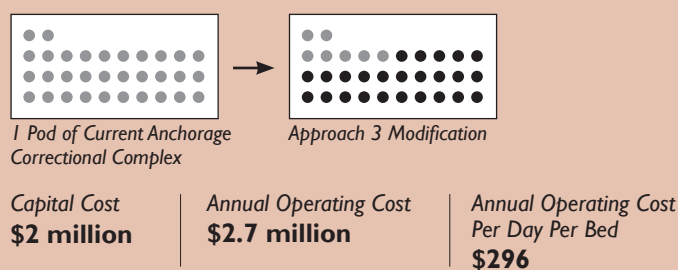 1 Pod of Current Anchorage
Correctional Complex
Approach 3 Modification
Capital Cost
$2 million
Annual Operating Cost
$2.7 million
Annual Operating Cost
Per Day Per Bed
$296